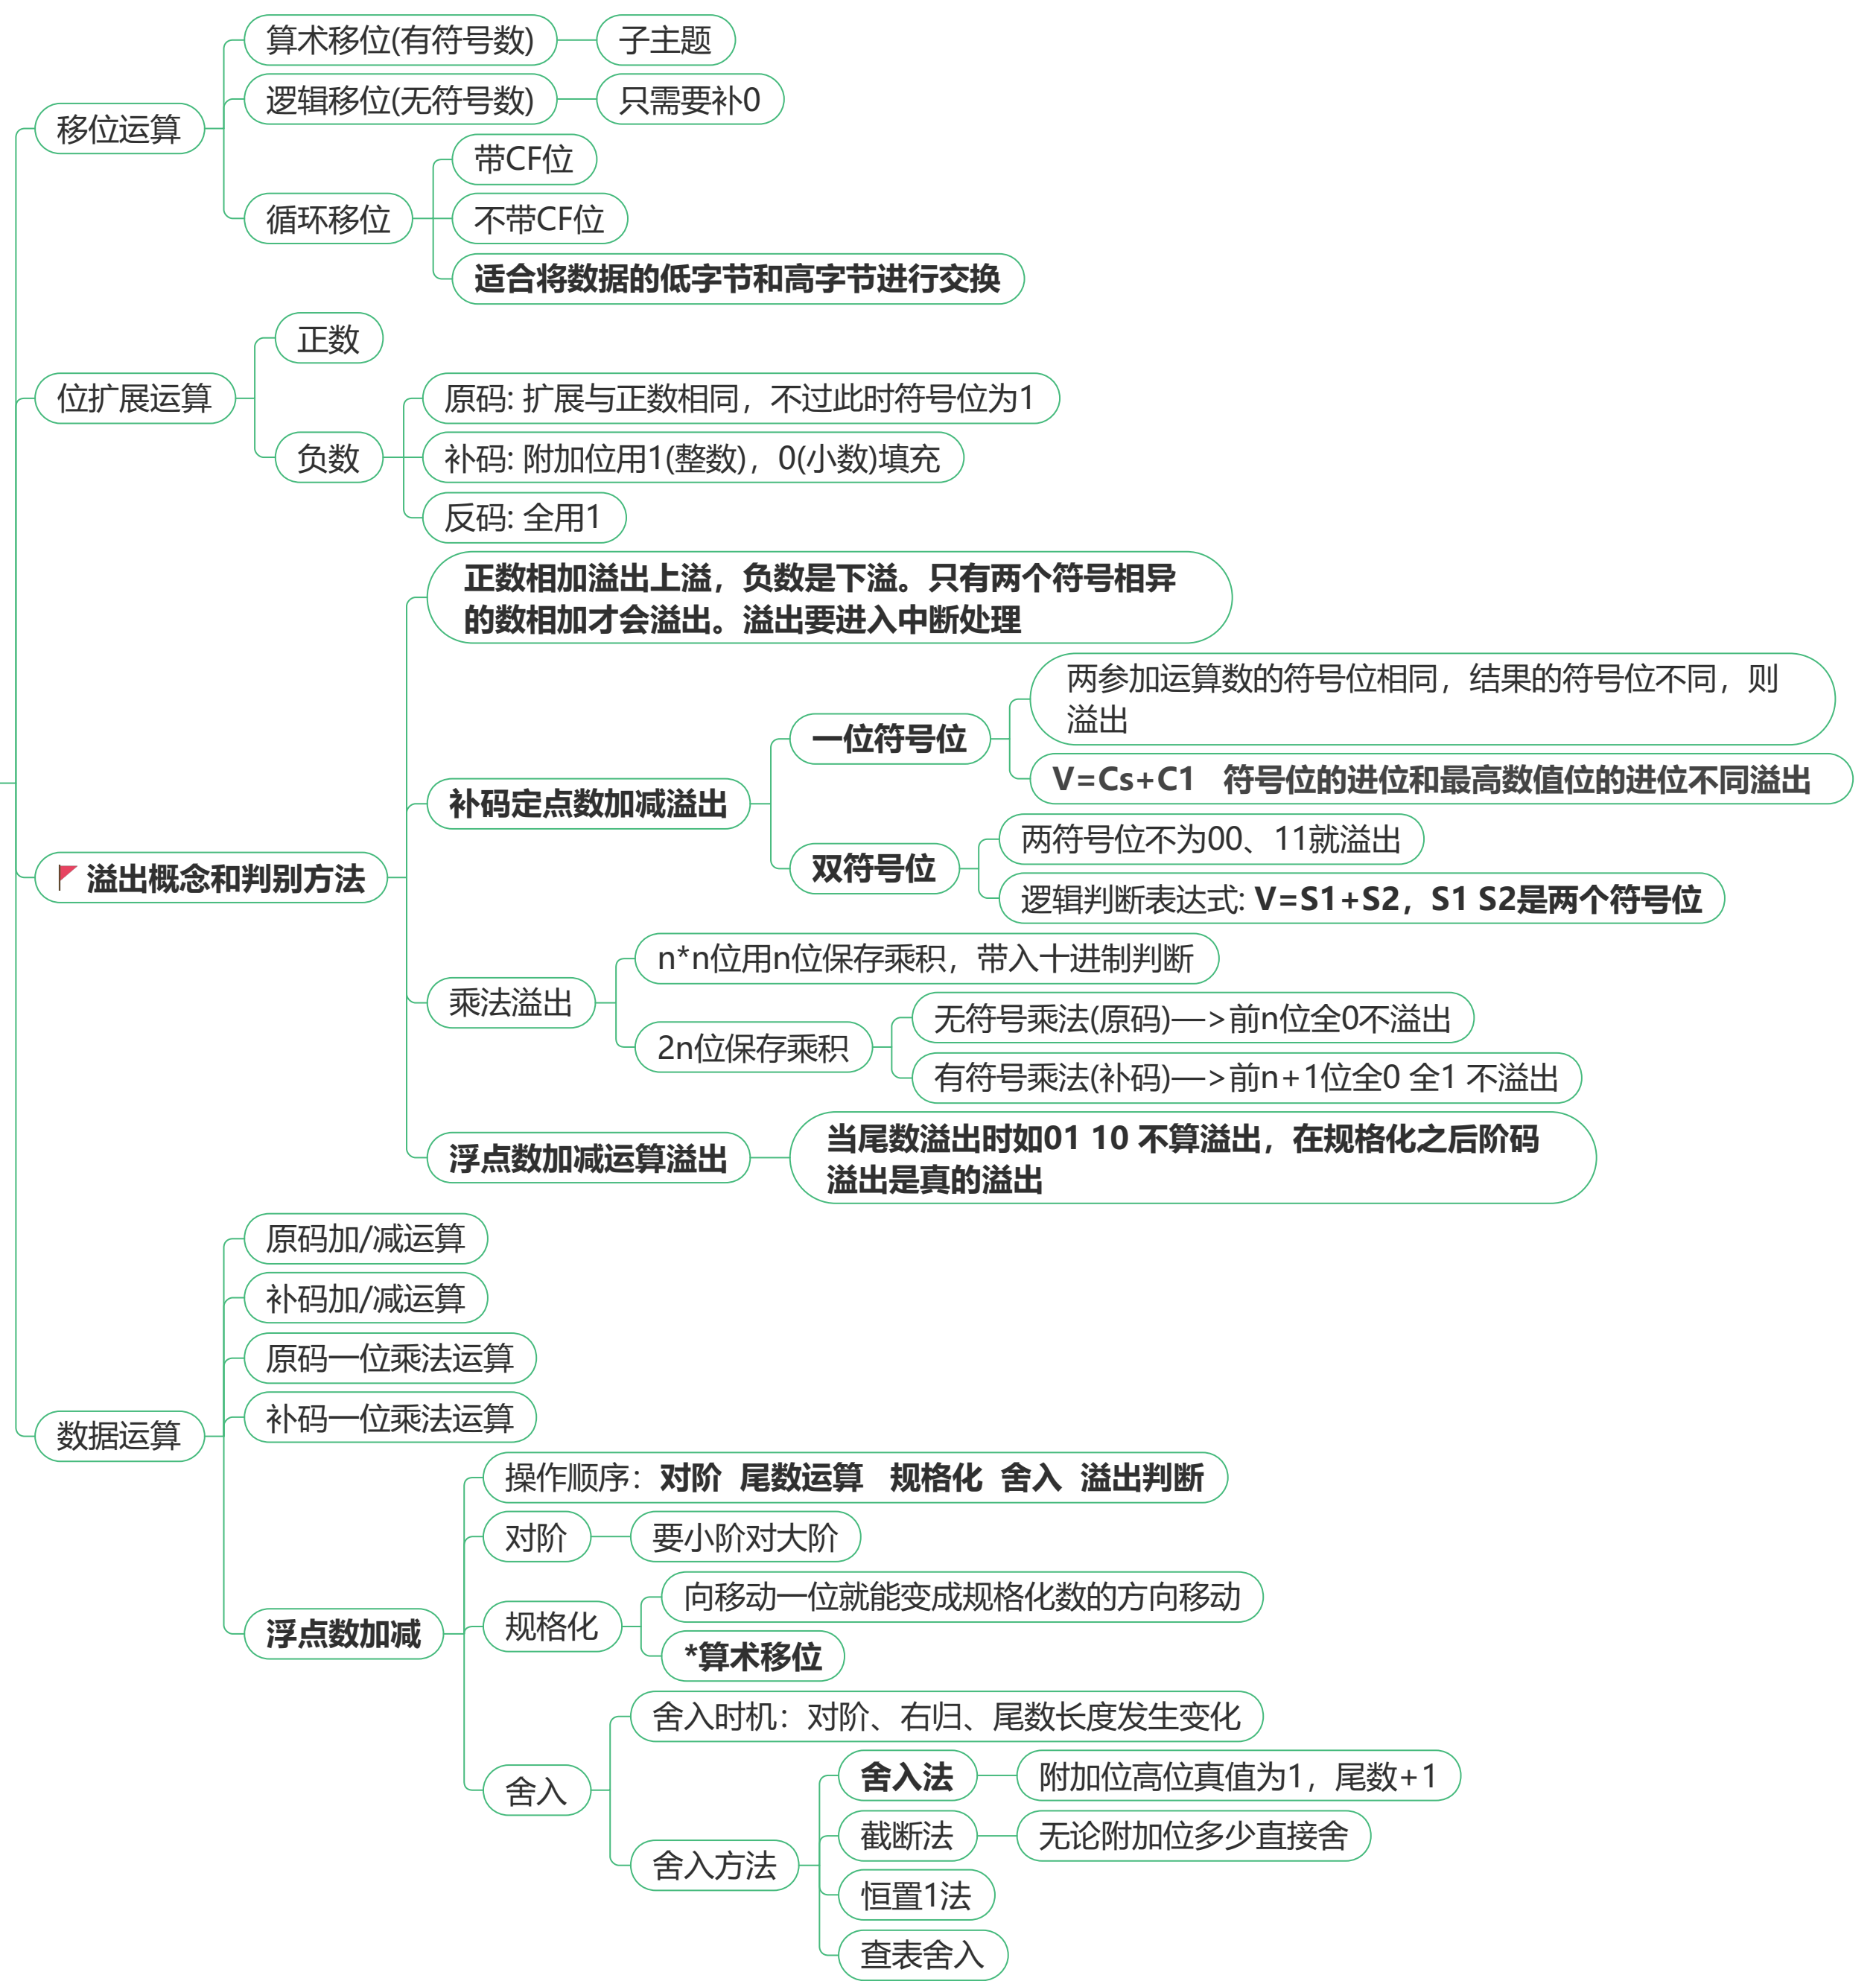 算术移位(有符号数)
子主题
逻辑移位(无符号数)
只需要补0
移位运算
带CF位
循环移位
不带CF位
适合将数据的低字节和高字节进行交换
正数
位扩展运算
原码: 扩展与正数相同，不过此时符号位为1
负数
补码: 附加位用1(整数)，0(小数)填充
反码: 全用1
正数相加溢出上溢，负数是下溢。只有两个符号相异
的数相加才会溢出。溢出要进入中断处理
两参加运算数的符号位相同，结果的符号位不同，则
溢出
一位符号位
V=Cs+C1 符号位的进位和最高数值位的进位不同溢出
补码定点数加减溢出
两符号位不为00、11就溢出
双符号位
逻辑判断表达式: V=S1+S2，S1 S2是两个符号位
溢出概念和判别方法
n*n位用n位保存乘积，带入十进制判断
乘法溢出
无符号乘法(原码)—>前n位全0不溢出
2n位保存乘积
有符号乘法(补码)—>前n+1位全0 全1 不溢出
浮点数加减运算溢出
当尾数溢出时如01 10 不算溢出，在规格化之后阶码
溢出是真的溢出
原码加/减运算
补码加/减运算
原码一位乘法运算
补码一位乘法运算
数据运算
操作顺序：对阶 尾数运算 规格化 舍入 溢出判断
对阶
要小阶对大阶
浮点数加减
规格化
向移动一位就能变成规格化数的方向移动
*算术移位
舍入时机：对阶、右归、尾数长度发生变化
舍入
舍入法
附加位高位真值为1，尾数+1
截断法
无论附加位多少直接舍
舍入方法
恒置1法
查表舍入